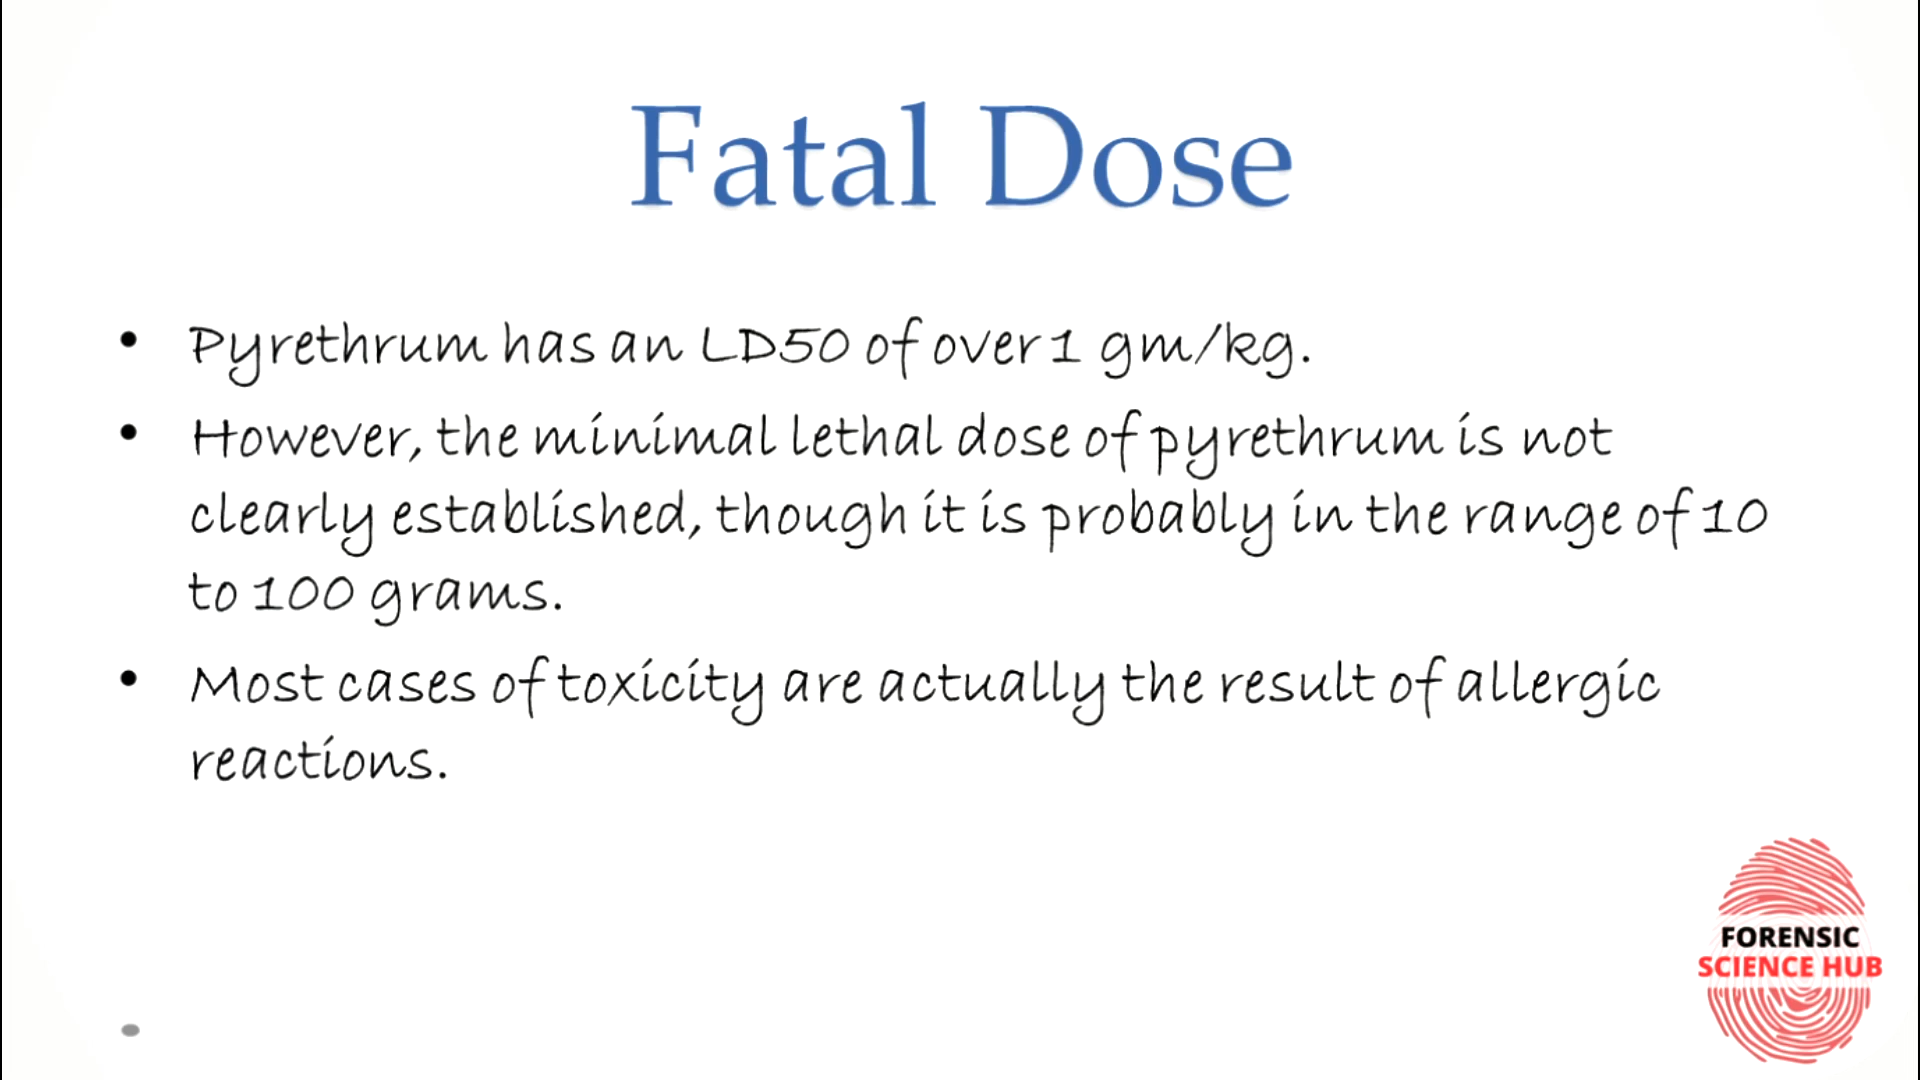 Fatal Dose
• Pyrethrum has an LD50 of over 1 gm/kg.
• However, the minimal lethal dose of pyrethrum is not
clearly established, though it is probably in the range of 10
to 100 grams.
• Most cases of toxicity are actually the result of allergic
reactions.
FORENSIC
SCIENCE HUB